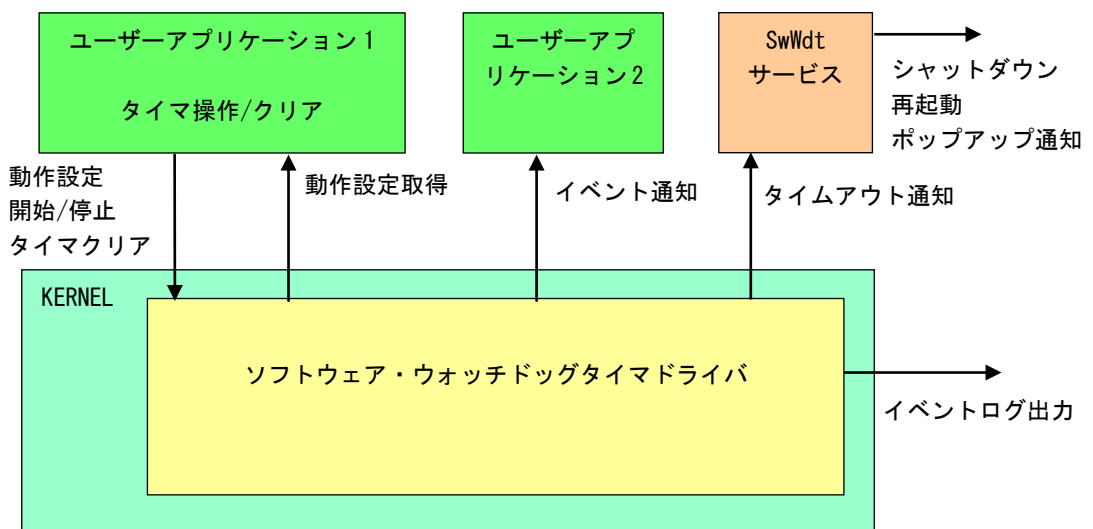 ユーザーアプリケーション1
タイマ操作/クリア
ユーザーアプ
リケーション2
SwWdt
サービス
シャットダウン
再起動
ポップアップ通知
動作設定
開始/停止
タイマクリア
動作設定取得
イベント通知
タイムアウト通知
KERNEL
ソフトウェア・ウォッチドッグタイマドライバ
イベントログ出力